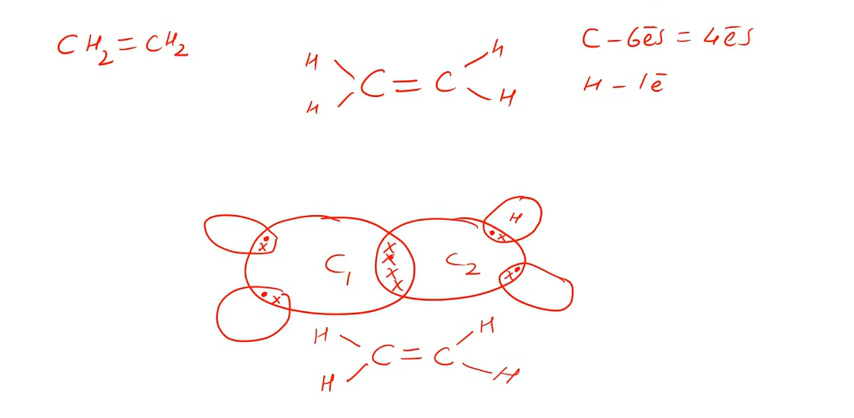 CH₂=CH₂
C - 6ēs = 4ēs
H - 1ē
H H
C = C
H H
H
C₁ C₂
H H
C = C
H H